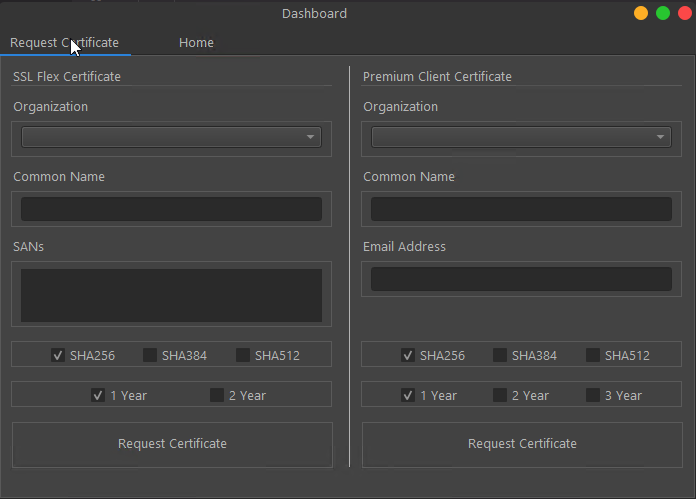 Dashboard
Request Certificate
Home
SSL Flex Certificate
Organization
Common Name
SANs
SHA256 SHA384 SHA512
1 Year 2 Year
Request Certificate
Premium Client Certificate
Organization
Common Name
Email Address
SHA256 SHA384 SHA512
1 Year 2 Year 3 Year
Request Certificate